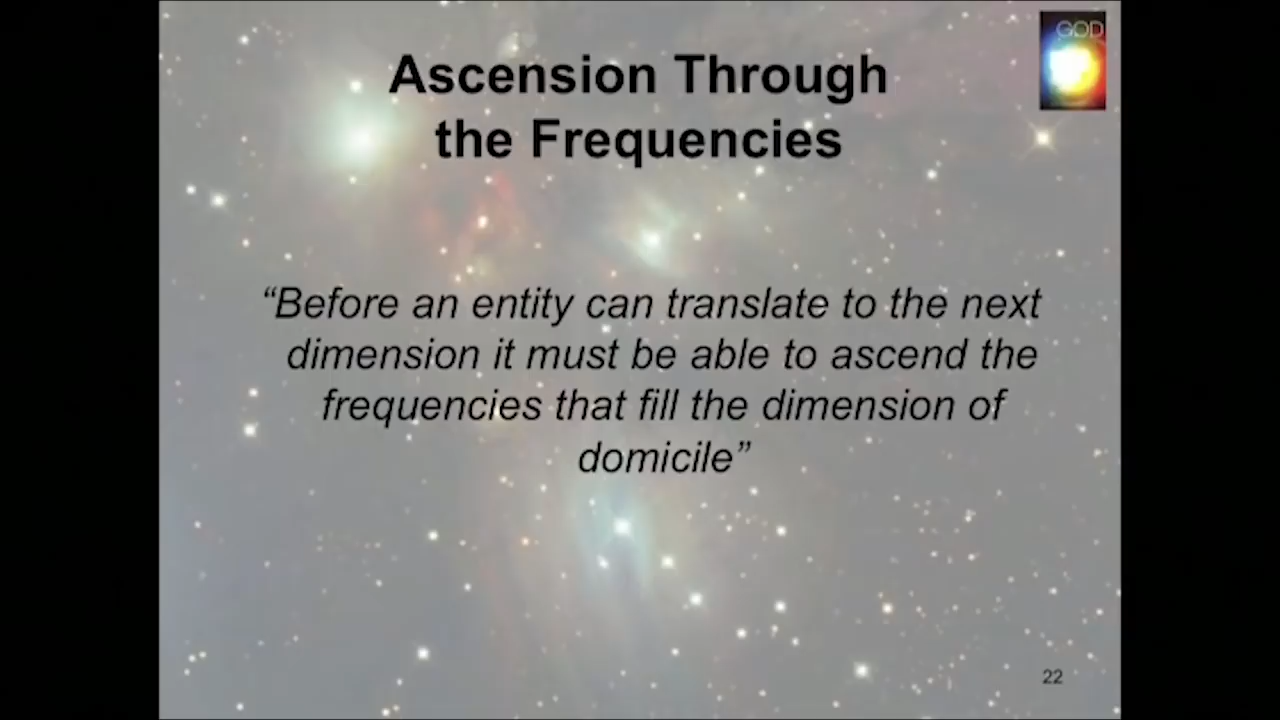 GOD
Ascension Through
the Frequencies
“Before an entity can translate to the next
dimension it must be able to ascend the
frequencies that fill the dimension of
domicile”
22